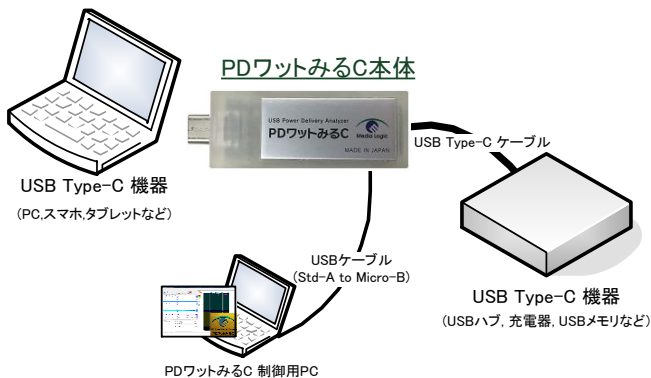 PDワットみるC本体
USB Power Delivery Analyzer
PDワットみるC
Media Logic
MADE IN JAPAN
USB Type-C ケーブル
USB Type-C 機器
(PC,スマホ,タブレットなど)
USBケーブル
(Std-A to Micro-B)
USB Type-C 機器
(USBハブ, 充電器, USBメモリなど)
PDワットみるC 制御用PC